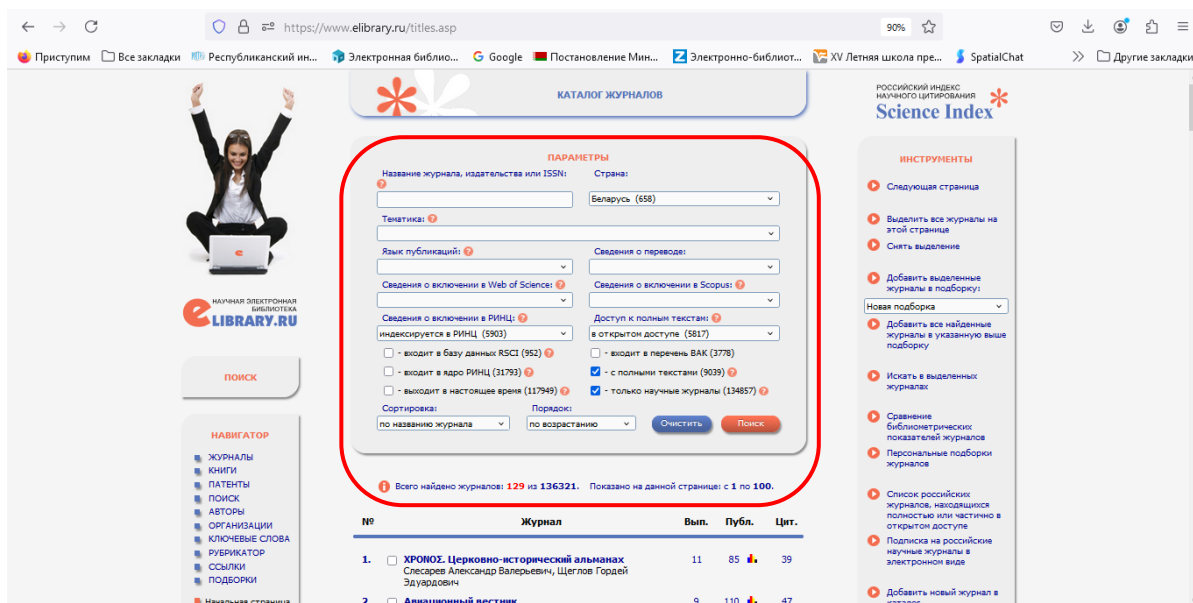 https://www.elibrary.ru/titles.asp
90%
Приступим
Все закладки
Республиканский ин...
Электронная библио...
Google
Постановление Мин...
Электронно-библиот...
XV Летняя школа пре...
SpatialChat
Другие закладки
КАТАЛОГ ЖУРНАЛОВ
РОССИЙСКИЙ ИНДЕКС
НАУЧНОГО ЦИТИРОВАНИЯ
Science Index
НАУЧНАЯ ЭЛЕКТРОННАЯ
БИБЛИОТЕКА
ELIBRARY.RU
ПОИСК
НАВИГАТОР
ЖУРНАЛЫ
КНИГИ
ПАТЕНТЫ
ПОИСК
АВТОРЫ
ОРГАНИЗАЦИИ
КЛЮЧЕВЫЕ СЛОВА
РУБРИКАТОР
ССЫЛКИ
ПОДБОРКИ
Начальная страница
ПАРАМЕТРЫ
Название журнала, издательства или ISSN:
Страна:
Беларусь (658)
Тематика:
Язык публикаций:
Сведения о переводе:
Сведения о включении в Web of Science:
Сведения о включении в Scopus:
Сведения о включении в РИНЦ:
Доступ к полным текстам:
индексируется в РИНЦ (5903)
в открытом доступе (5817)
- входит в базу данных RSCI (952)
- входит в перечень ВАК (3778)
- входит в ядро РИНЦ (31793)
- с полными текстами (9039)
- выходит в настоящее время (117949)
- только научные журналы (134857)
Сортировка:
Порядок:
по названию журнала
по возрастанию
Очистить
Поиск
Всего найдено журналов: 129 из 136321. Показано на данной странице: с 1 по 100.
№ Журнал Вып. Публ. Цит.
1. ΧΡΟΝΟΣ. Церковно-исторический альманах 11 85 39
Слесарев Александр Валерьевич, Щеглов Гордей
Эдуардович
2. Авиационный вестник 9 110 47
ИНСТРУМЕНТЫ
Следующая страница
Выделить все журналы на
этой странице
Снять выделение
Добавить выделенные
журналы в подборку:
Новая подборка
Добавить все найденные
журналы в указанную выше
подборку
Искать в выделенных
журналах
Сравнение
библиометрических
показателей журналов
Персональные подборки
журналов
Список российских
журналов, находящихся
полностью или частично в
открытом доступе
Подписка на российские
научные журналы в
электронном виде
Добавить новый журнал в
каталог